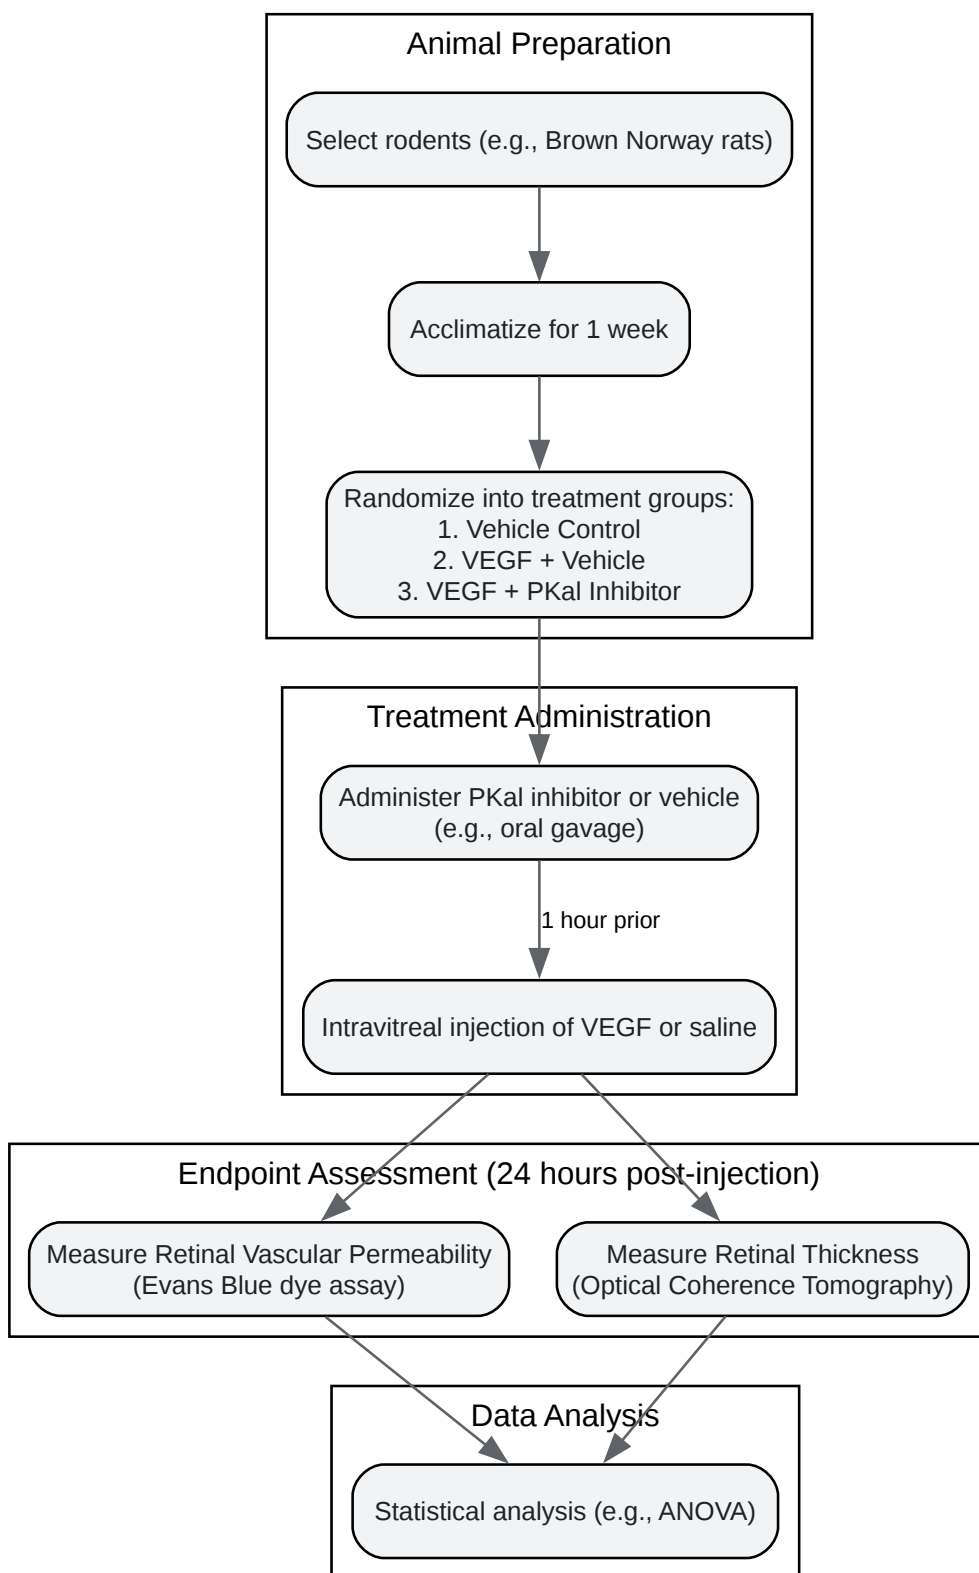 Animal Preparation
Select rodents (e.g., Brown Norway rats)
Acclimatize for 1 week
Randomize into treatment groups:
1. Vehicle Control
2. VEGF + Vehicle
3. VEGF + PKal Inhibitor
Treatment Administration
Administer PKal inhibitor or vehicle
(e.g., oral gavage)
1 hour prior
Intravitreal injection of VEGF or saline
Endpoint Assessment (24 hours post-injection)
Measure Retinal Vascular Permeability
(Evans Blue dye assay)
Measure Retinal Thickness
(Optical Coherence Tomography)
Data Analysis
Statistical analysis (e.g., ANOVA)